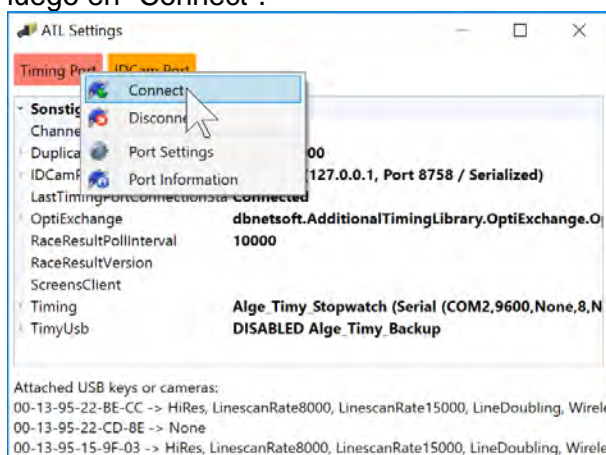 luego en "Connect":
ATL Settings
Timing Port IDCam Port
Connect
Disconne
Port Settings
Port Information
Sonstig
Channe
Duplica 00
IDCamP (127.0.0.1, Port 8758 / Serialized)
LastTimingPortConnectionSta Connected
OptiExchange dbnetsoft.AdditionalTimingLibrary.OptiExchange.O
RaceResultPollInterval 10000
RaceResultVersion
ScreensClient
Timing Alge_Timy_Stopwatch (Serial (COM2,9600,None,8,N
TimyUsb DISABLED Alge_Timy_Backup
Attached USB keys or cameras:
00-13-95-22-BE-CC -> HiRes, LinescanRate8000, LinescanRate15000, LineDoubling, Wirele
00-13-95-22-CD-8E -> None
00-13-95-15-9F-03 -> HiRes, LinescanRate8000, LinescanRate15000, LineDoubling, Wirele